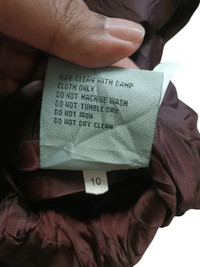 WIPE CLEAN WITH DAMP
CLOTH ONLY
DO NOT MACHINE WASH
DO NOT TUMBLE DRY
DO NOT IRON
DO NOT DRY CLEAN
10